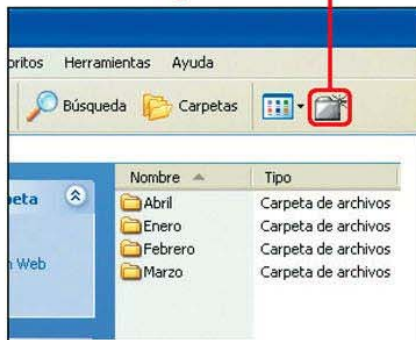 oritos Herramientas Ayuda
Búsqueda Carpetas
Nombre Tipo
peta
Abril Carpeta de archivos
Enero Carpeta de archivos
n Web
Febrero Carpeta de archivos
Marzo Carpeta de archivos